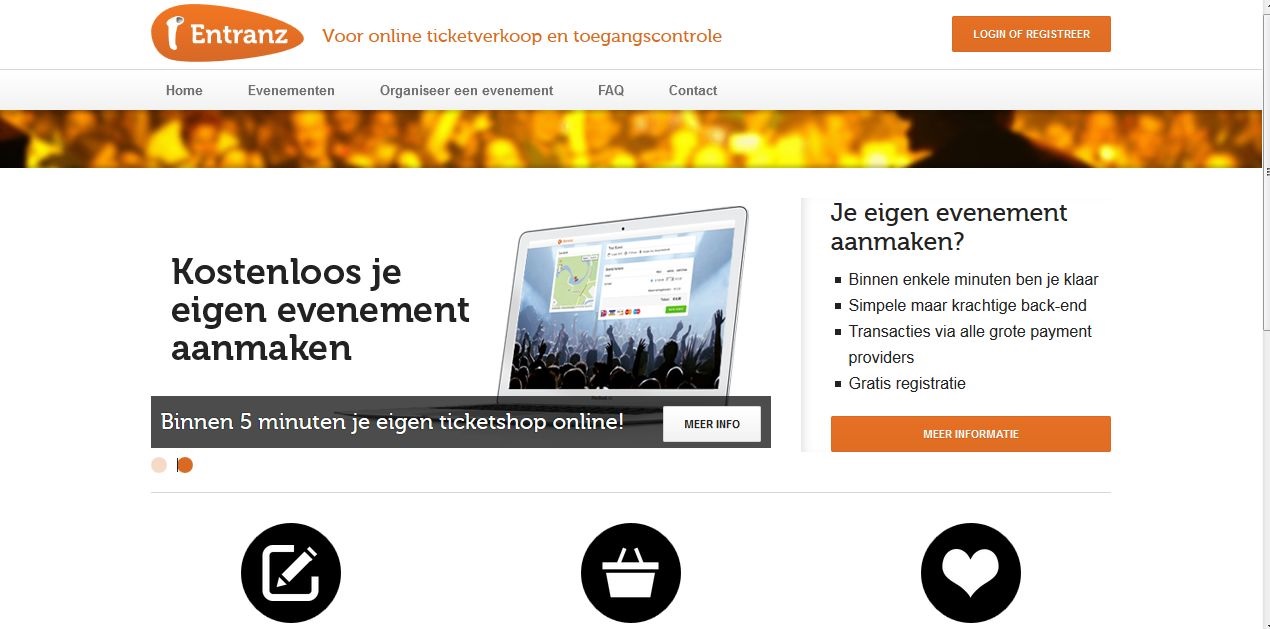 Entranz
Voor online ticketverkoop en toegangscontrole
LOGIN OF REGISTREER
Home
Evenementen
Organiseer een evenement
FAQ
Contact
Kostenloos je
eigen evenement
aanmaken
Binnen 5 minuten je eigen ticketshop online!
MEER INFO
Je eigen evenement
aanmaken?
Binnen enkele minuten ben je klaar
Simpele maar krachtige back-end
Transacties via alle grote payment
providers
Gratis registratie
MEER INFORMATIE